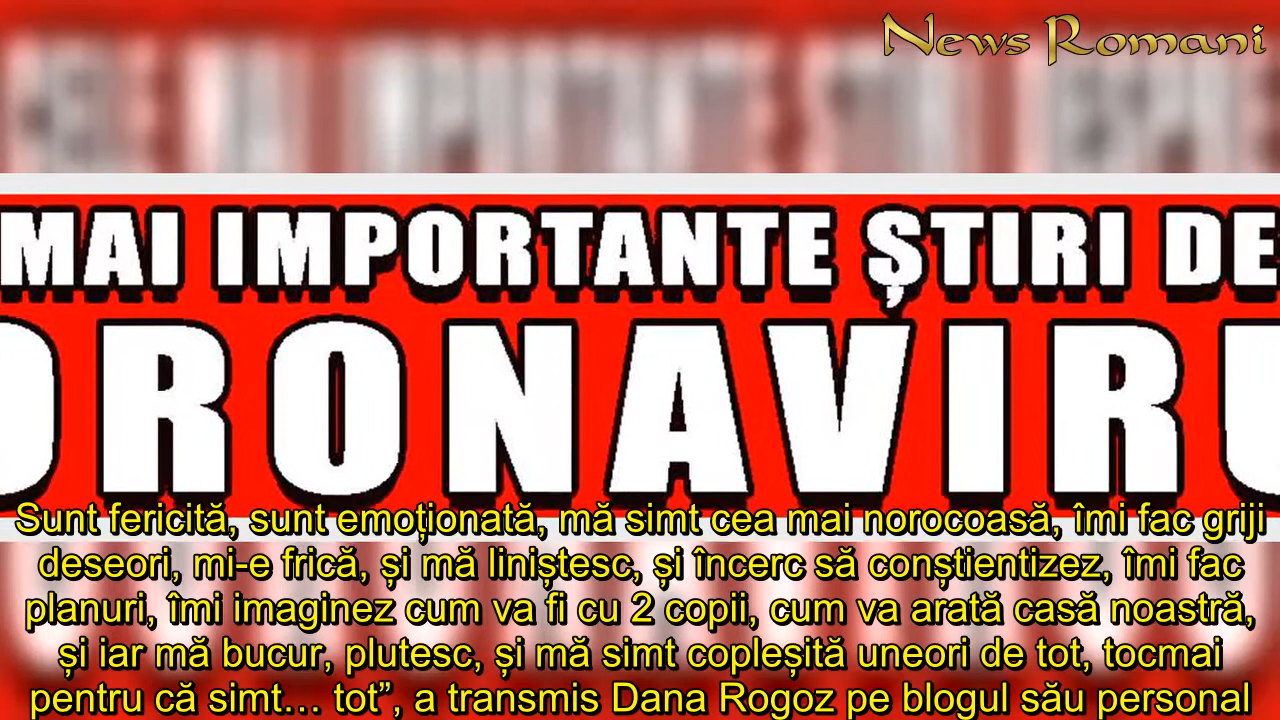 News Romani
MAI IMPORTANTE ȘTIRI DE
ORONAVIRU
Sunt fericită, sunt emoționată, mă simt cea mai norocoasă, îmi fac griji
deseori, mi-e frică, și mă liniștesc, și încerc să conștientizez, îmi fac
planuri, îmi imaginez cum va fi cu 2 copii, cum va arată casă noastră,
și iar mă bucur, plutesc, și mă simt copleșită uneori de tot, tocmai
pentru că simt… tot”, a transmis Dana Rogoz pe blogul său personal